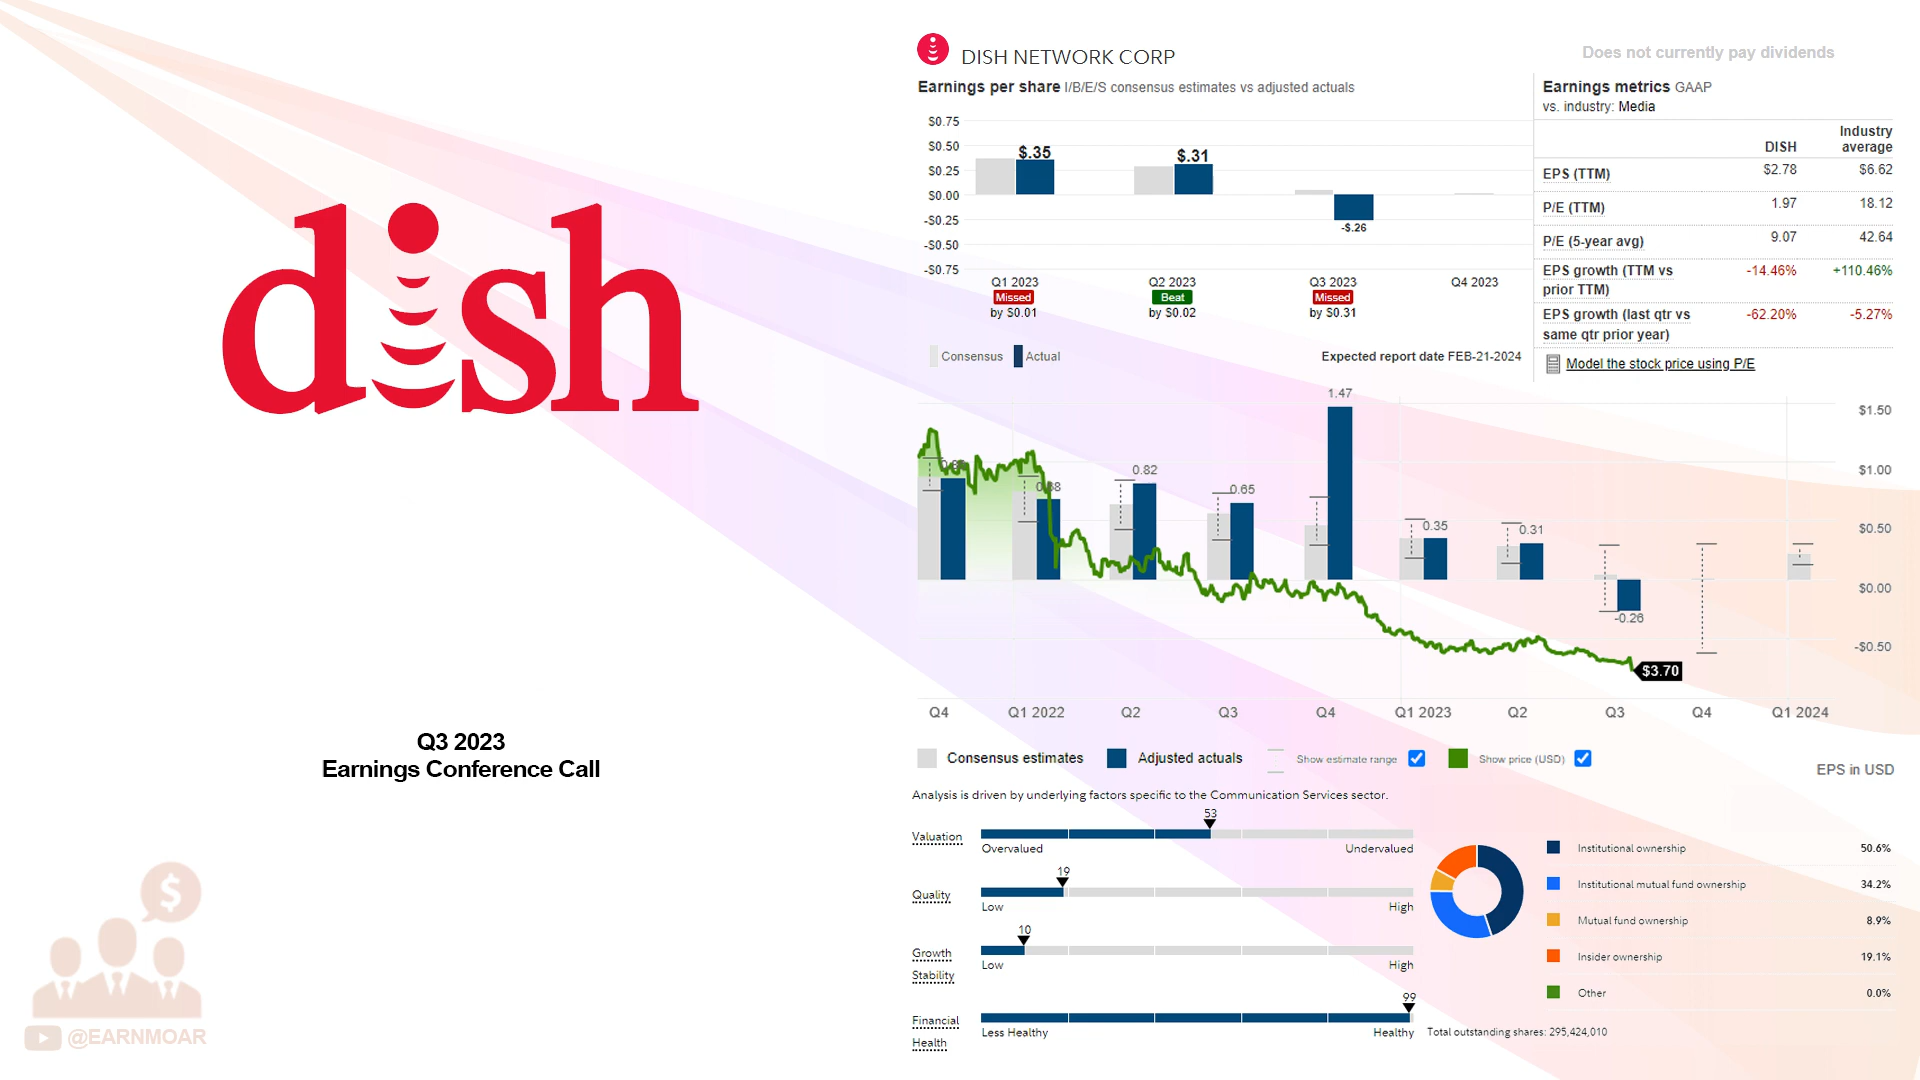 dish
Q3 2023
Earnings Conference Call
@EARNMOAR
DISH NETWORK CORP
Does not currently pay dividends
Earnings per share I/B/E/S consensus estimates vs adjusted actuals
$0.75
$0.50
$0.25
$0.00
-$0.25
-$0.50
-$0.75
$.35
$.31
-$.26
Q1 2023
Missed
by $0.01
Q2 2023
Beat
by $0.02
Q3 2023
Missed
by $0.31
Q4 2023
Consensus
Actual
Expected report date FEB-21-2024
Earnings metrics GAAP
vs. industry: Media
DISH
Industry
average
EPS (TTM) $2.78 $6.62
P/E (TTM) 1.97 18.12
P/E (5-year avg) 9.07 42.64
EPS growth (TTM vs
prior TTM) -14.46% +110.46%
EPS growth (last qtr vs
same qtr prior year) -62.20% -5.27%
Model the stock price using P/E
0.82
0.65
1.47
0.35
0.31
-0.26
$3.70
$1.50
$1.00
$0.50
$0.00
-$0.50
Q4 Q1 2022 Q2 Q3 Q4 Q1 2023 Q2 Q3 Q4 Q1 2024
Consensus estimates Adjusted actuals Show estimate range Show price (USD)
EPS in USD
Analysis is driven by underlying factors specific to the Communication Services sector.
Valuation
53
Overvalued Undervalued
Quality
19
Low High
Growth
Stability
10
Low High
Financial
Health
99
Less Healthy Healthy
Institutional ownership 50.6%
Institutional mutual fund ownership 34.2%
Mutual fund ownership 8.9%
Insider ownership 19.1%
Other 0.0%
Total outstanding shares: 295,424,010